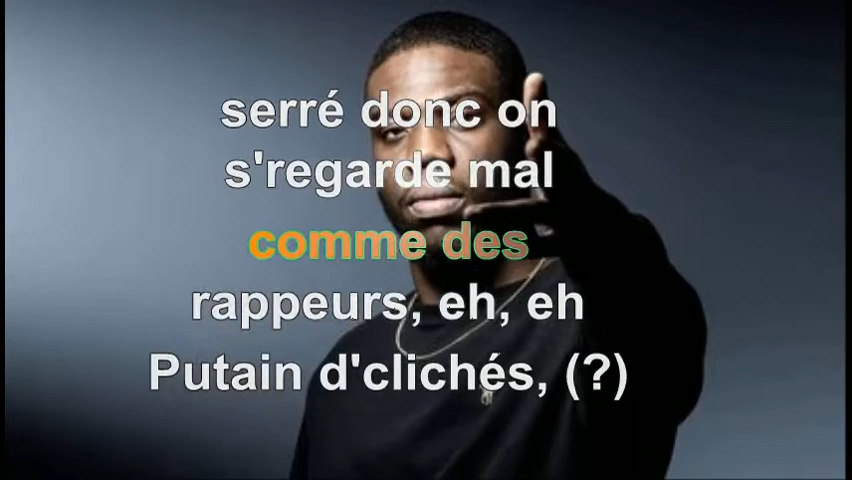 serré donc on
s'regarde mal
comme des
rappeurs, eh, eh
Putain d'clichés, (?)